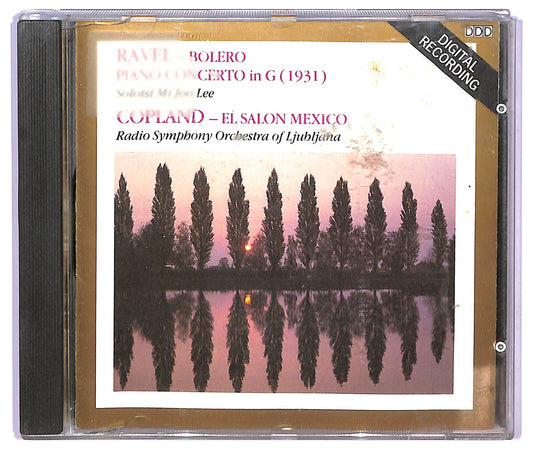 DDD
DIGITAL
RECORDING
RAVEL – BOLERO
PIANO CONCERTO in G (1931)
Soloist Mi Joo Lee
COPLAND – El SALON MEXICO
Radio Symphony Orchestra of Ljubljana